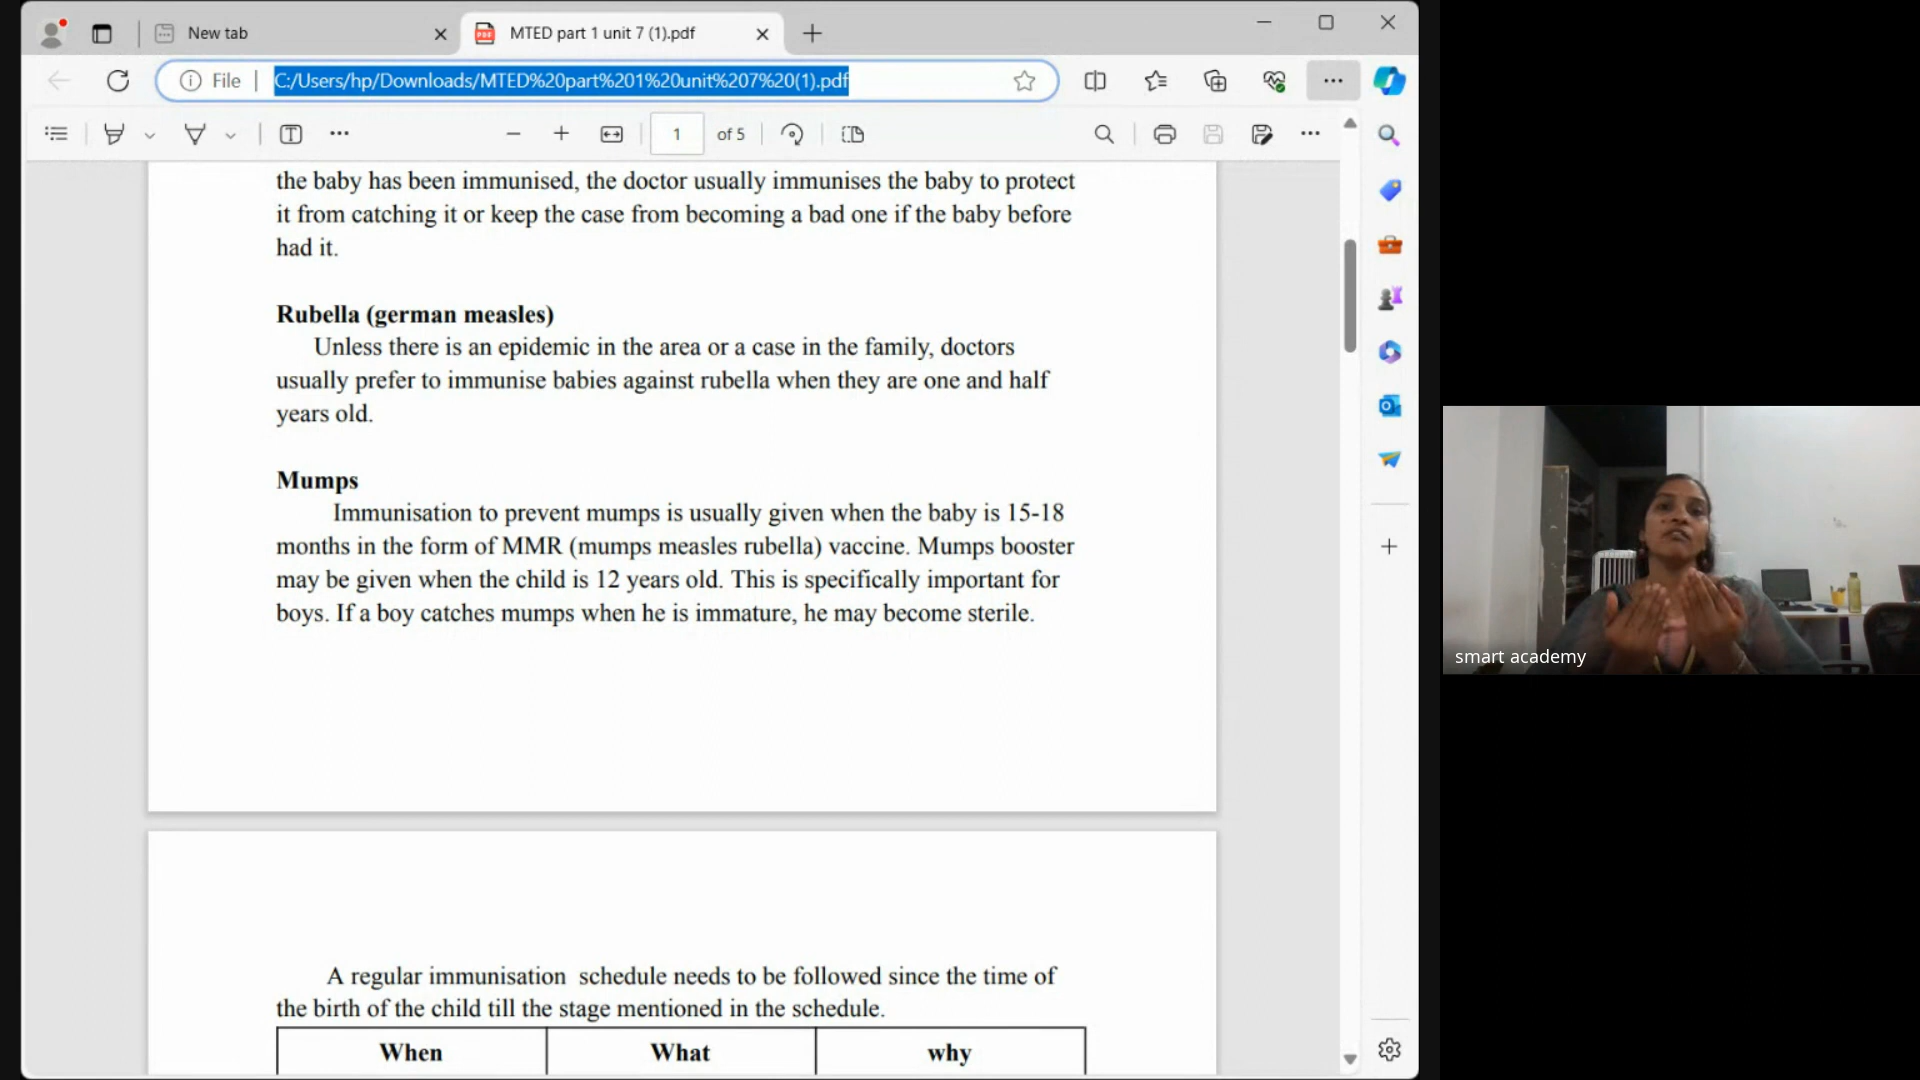 New tab
MTED part 1 unit 7 (1).pdf
File
C:/Users/hp/Downloads/MTED%20part%201%20unit%207%20(1).pdf
1 of 5
the baby has been immunised, the doctor usually immunises the baby to protect
it from catching it or keep the case from becoming a bad one if the baby before
had it.
Rubella (german measles)
Unless there is an epidemic in the area or a case in the family, doctors
usually prefer to immunise babies against rubella when they are one and half
years old.
Mumps
Immunisation to prevent mumps is usually given when the baby is 15-18
months in the form of MMR (mumps measles rubella) vaccine. Mumps booster
may be given when the child is 12 years old. This is specifically important for
boys. If a boy catches mumps when he is immature, he may become sterile.
A regular immunisation schedule needs to be followed since the time of
the birth of the child till the stage mentioned in the schedule.
When What why
smart academy